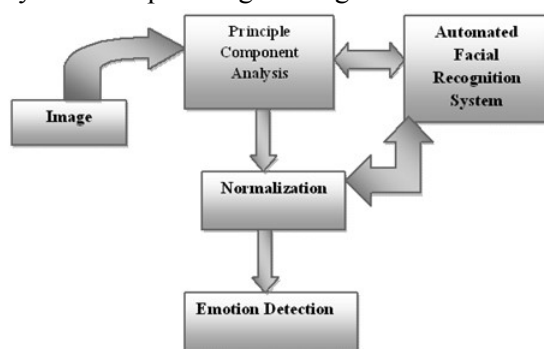 Principle
Component
Analysis
Automated
Facial
Recognition
System
Image
Normalization
Emotion Detection